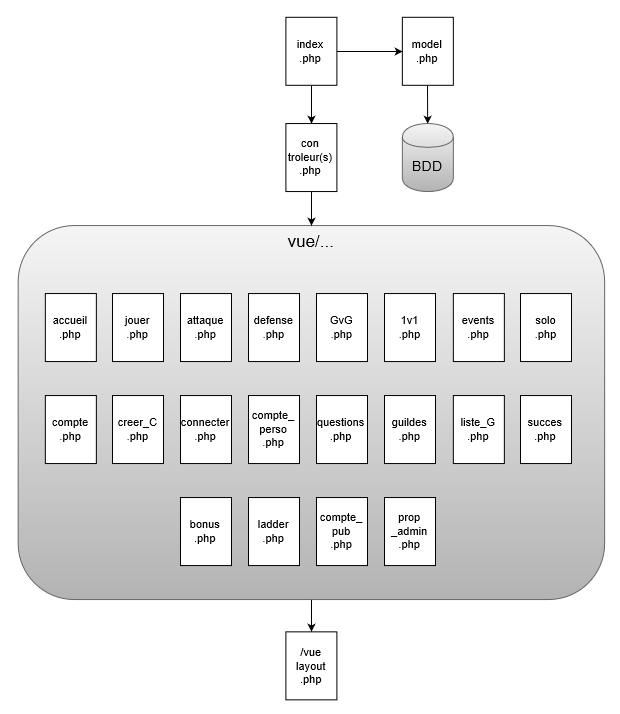 index
.php
model
.php
con
troleur(s)
.php
BDD
vue/...
accueil
.php
jouer
.php
attaque
.php
defense
.php
GvG
.php
1v1
.php
events
.php
solo
.php
compte
.php
creer_C
.php
connecter
.php
compte_
perso
.php
questions
.php
guildes
.php
liste_G
.php
succes
.php
bonus
.php
ladder
.php
compte_
pub
.php
prop
_admin
.php
/vue
layout
.php